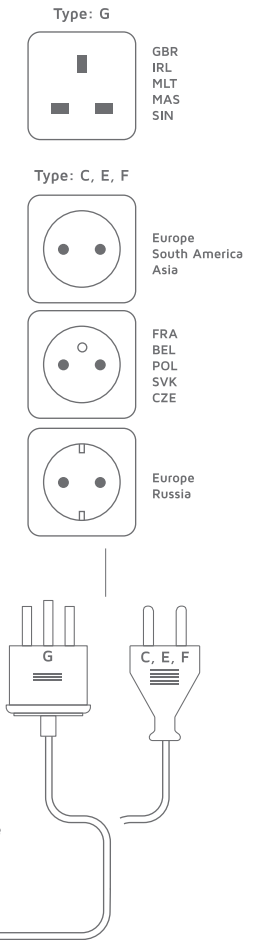 Type: G
GBR
IRL
MLT
MAS
SIN
Type: C, E, F
Europe
South America
Asia
FRA
BEL
POL
SVK
CZE
Europe
Russia
G
C, E, F